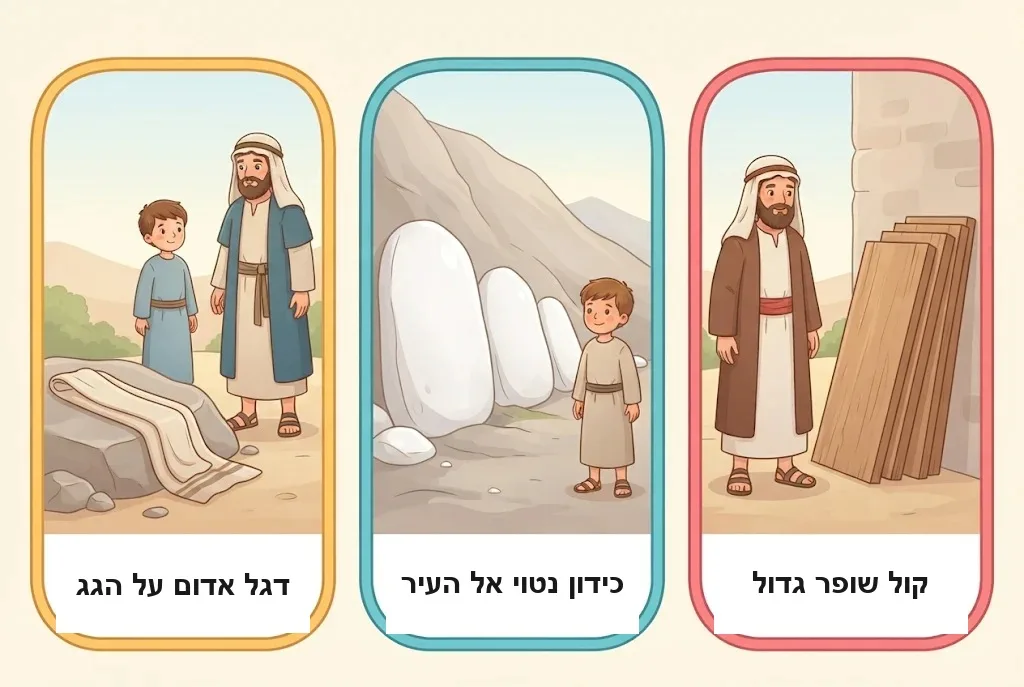 קול שופר גדול
כידון נטוי אל העיר
דגל אדום על הגג